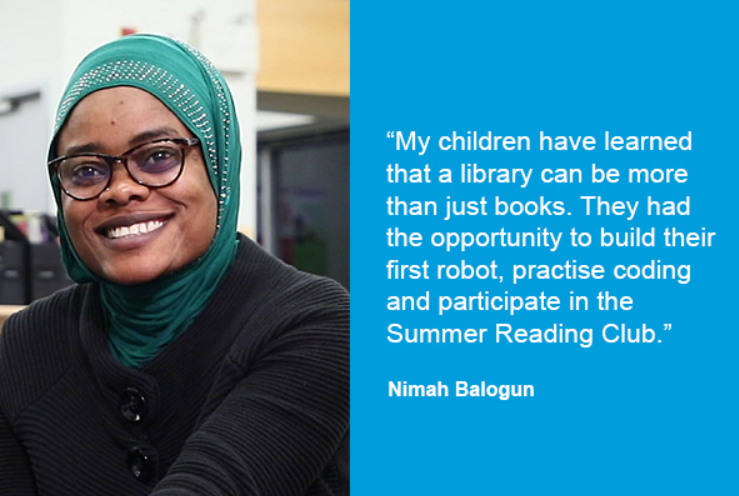 “My children have learned
that a library can be more
than just books. They had
the opportunity to build their
first robot, practise coding
and participate in the
Summer Reading Club.”
Nimah Balogun